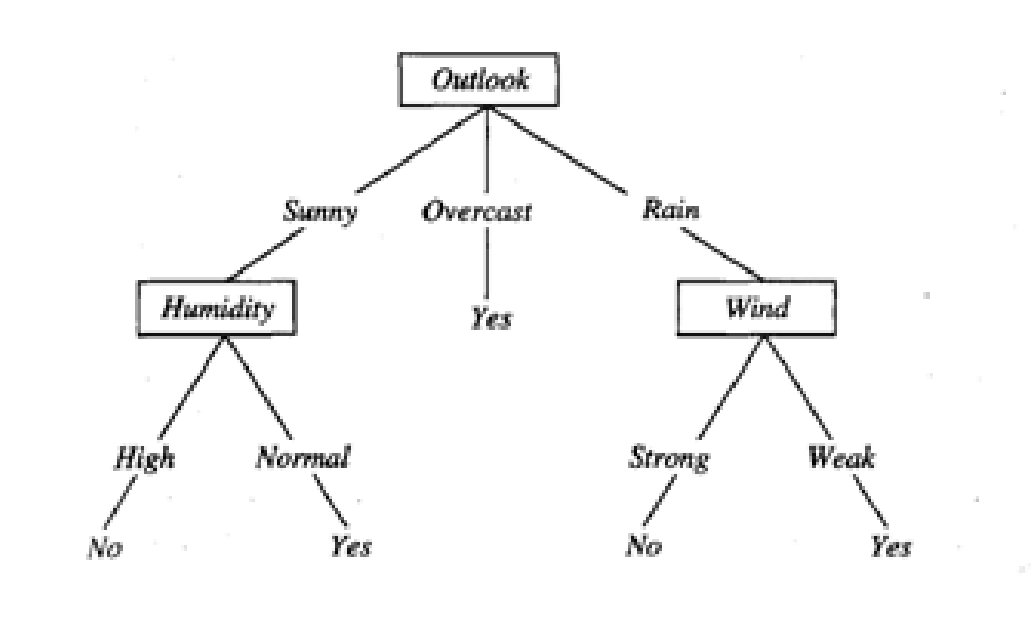 Outlook
Sunny Overcast Rain
Humidity Yes Wind
High Normal Strong Weak
No Yes No Yes